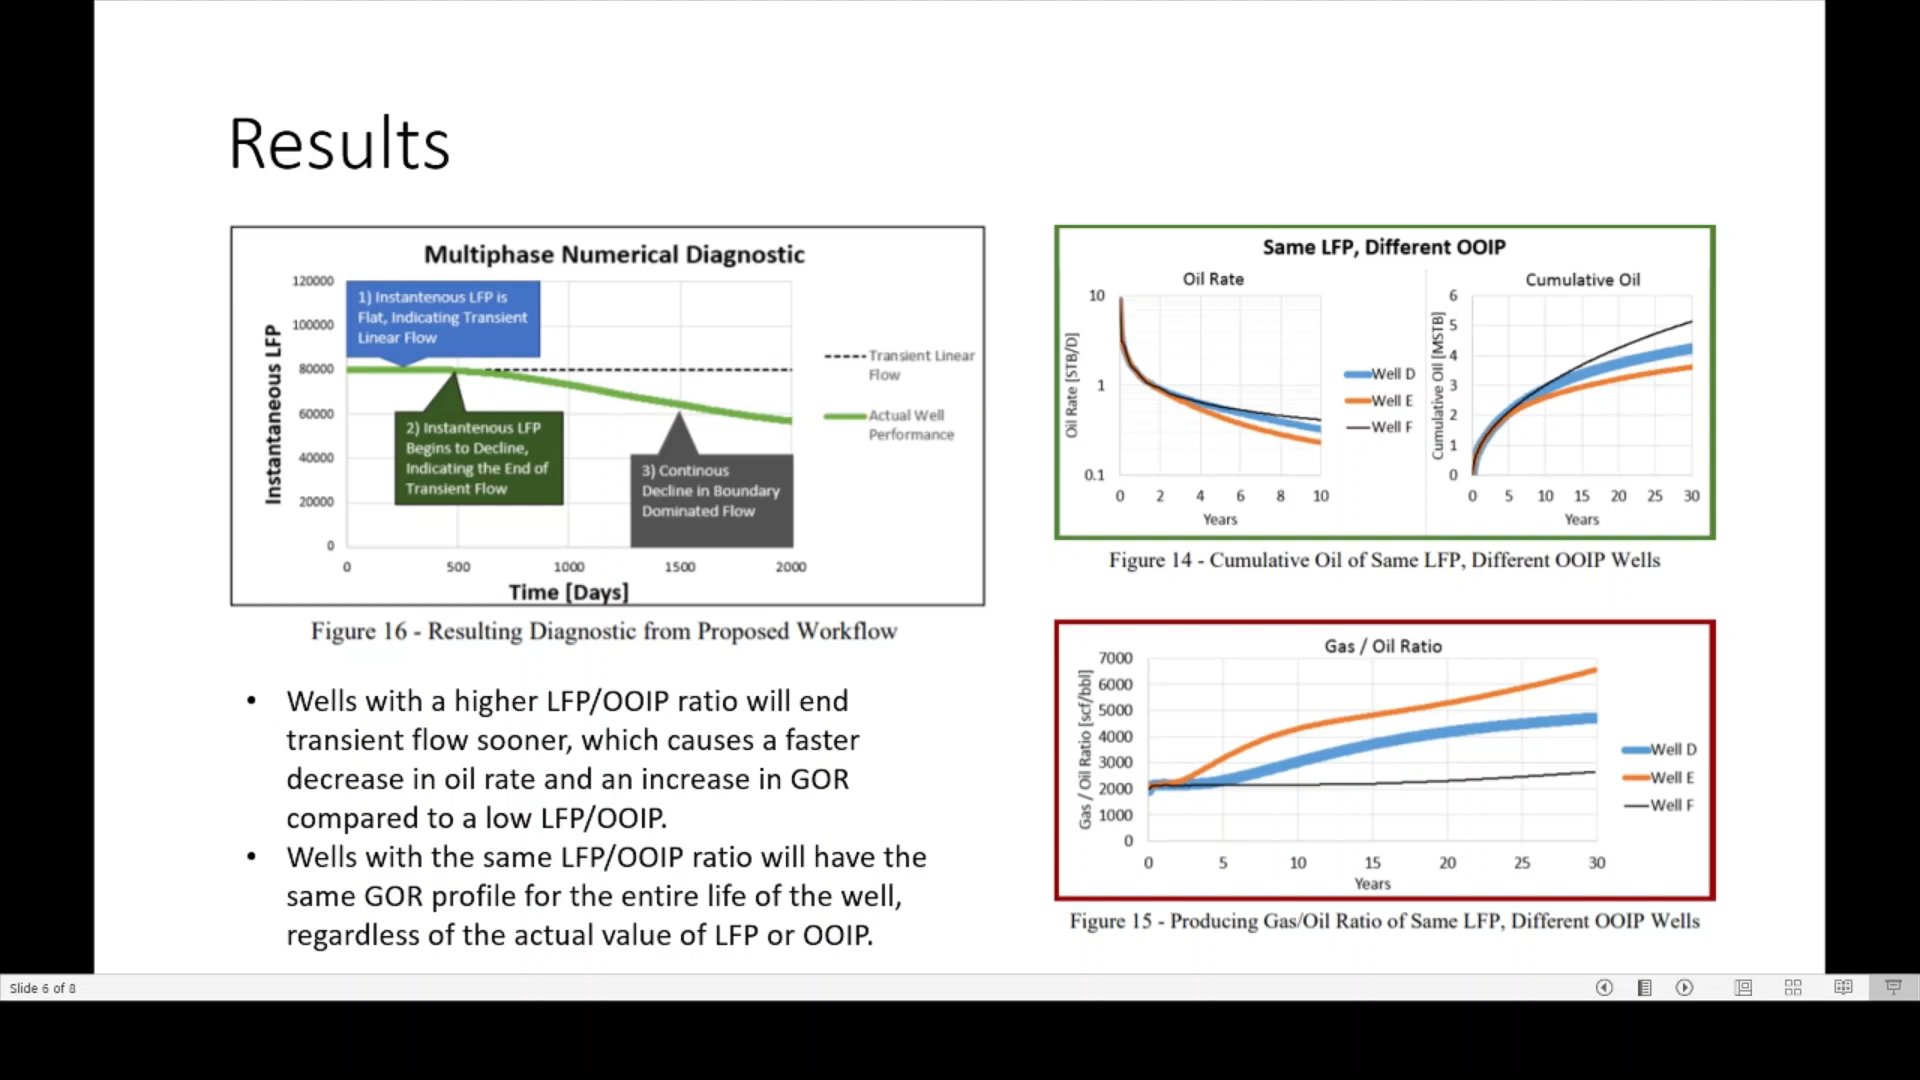 Results
Multiphase Numerical Diagnostic
Instantaneous LFP
120000
100000
80000
60000
40000
20000
0
1) Instantenous LFP is
Flat, Indicating Transient
Linear Flow
2) Instantenous LFP
Begins to Decline,
Indicating the End of
Transient Flow
3) Continous
Decline in Boundary
Dominated Flow
Transient Linear
Flow
Actual Well
Performance
0 500 1000 1500 2000
Time [Days]
Figure 16 - Resulting Diagnostic from Proposed Workflow
• Wells with a higher LFP/OOIP ratio will end
transient flow sooner, which causes a faster
decrease in oil rate and an increase in GOR
compared to a low LFP/OOIP.
• Wells with the same LFP/OOIP ratio will have the
same GOR profile for the entire life of the well,
regardless of the actual value of LFP or OOIP.
Same LFP, Different OOIP
Oil Rate
Oil Rate [STB/D]
10
1
0.1
0 2 4 6 8 10
Years
Well D
Well E
Well F
Cumulative Oil
Cumulative Oil [MSTB]
6
5
4
3
2
1
0
0 5 10 15 20 25 30
Years
Figure 14 - Cumulative Oil of Same LFP, Different OOIP Wells
Gas / Oil Ratio
Gas / Oil Ratio [scf/bbl]
7000
6000
5000
4000
3000
2000
1000
0
0 5 10 15 20 25 30
Years
Well D
Well E
Well F
Figure 15 - Producing Gas/Oil Ratio of Same LFP, Different OOIP Wells
Slide 6 of 8